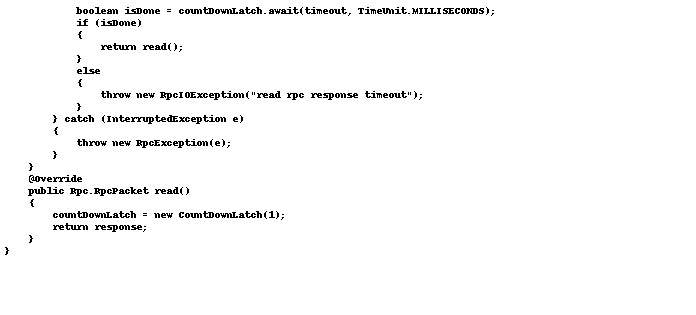 boolean isDone = countDownLatch.await(timeout, TimeUnit.MILLISECONDS);
            if (isDone)
            {
                return read();
            }
            else
            {
                throw new RpcIOException("read rpc response timeout");
            }
        } catch (InterruptedException e)
        {
            throw new RpcException(e);
        }
    }
    @Override
    public Rpc.RpcPacket read()
    {
        countDownLatch = new CountDownLatch(1);
        return response;
    }
}